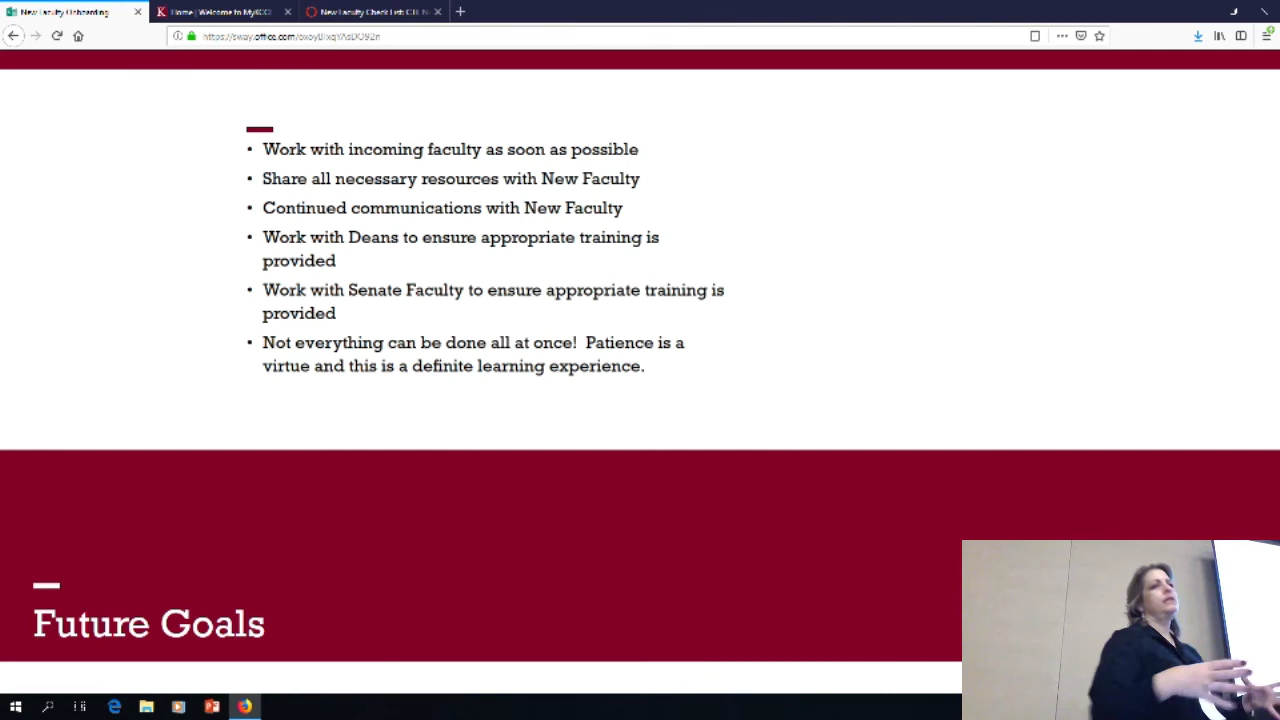 New Faculty Onboarding
Home | Welcome to MyKCC!
New Faculty Check List: CTE N
https://sway.office.com/
• Work with incoming faculty as soon as possible
• Share all necessary resources with New Faculty
• Continued communications with New Faculty
• Work with Deans to ensure appropriate training is
provided
• Work with Senate Faculty to ensure appropriate training is
provided
• Not everything can be done all at once!  Patience is a
virtue and this is a definite learning experience.
Future Goals